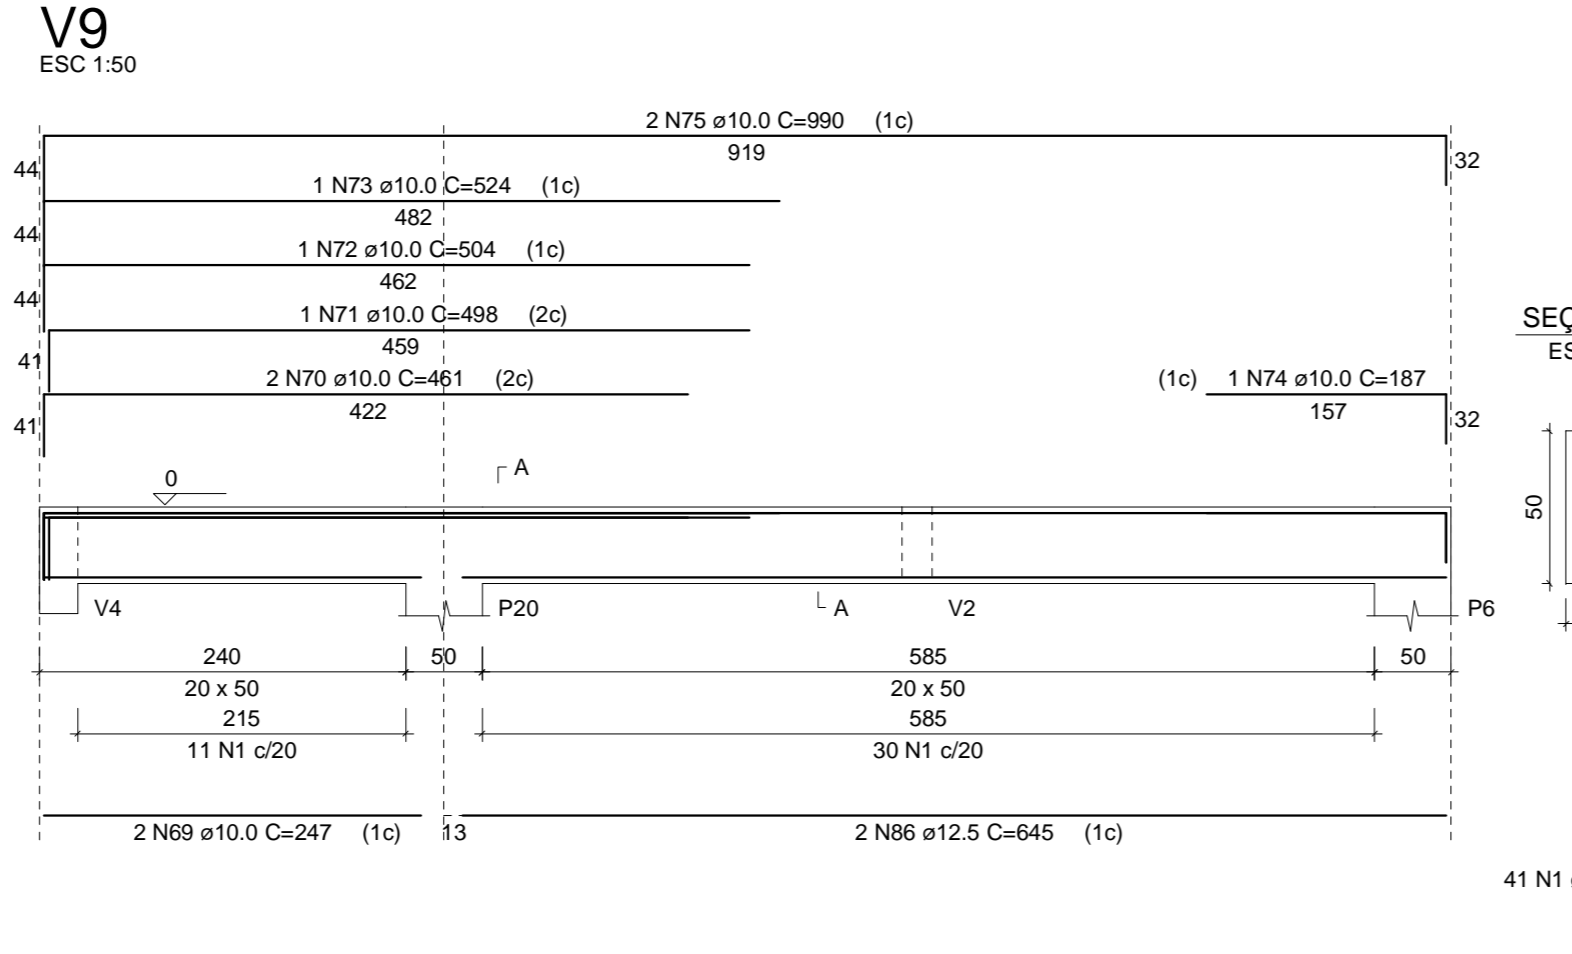 V9
ESC 1:50
2 N75 ø10.0 C=990 (1c)
919
44
32
1 N73 ø10.0 C=524 (1c)
482
44
1 N72 ø10.0 C=504 (1c)
462
44
1 N71 ø10.0 C=498 (2c)
459
41
2 N70 ø10.0 C=461 (2c)
422
41
(1c) 1 N74 ø10.0 C=187
157
32
SEÇ
ES
A
0
50
V4
P20
A
V2
P6
240
50
585
50
20 x 50
20 x 50
215
585
11 N1 c/20
30 N1 c/20
2 N69 ø10.0 C=247 (1c)
13
2 N86 ø12.5 C=645 (1c)
41 N1